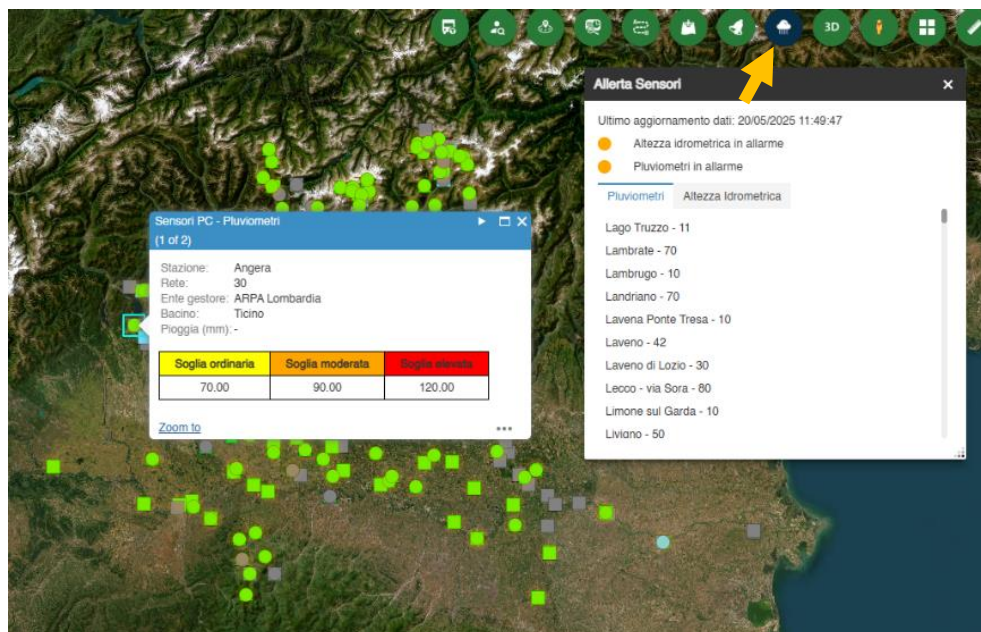 3D
Allerta Sensori
Ultimo aggiornamento dati: 20/05/2025 11:49:47
Altezza idrometrica in allarme
Pluviometri in allarme
Pluviometri Altezza Idrometrica
Lago Truzzo - 11
Lambrate - 70
Lambrugo - 10
Landriano - 70
Lavena Ponte Tresa - 10
Laveno - 42
Laveno di Lozio - 30
Lecco - via Sora - 80
Limone sul Garda - 10
Livigno - 50
Sensori PC - Pluviometri
(1 of 2)
Stazione: Angera
Rete: 30
Ente gestore: ARPA Lombardia
Bacino: Ticino
Pioggia (mm): -
Soglia ordinaria Soglia moderata Soglia elevata
70.00 90.00 120.00
Zoom to